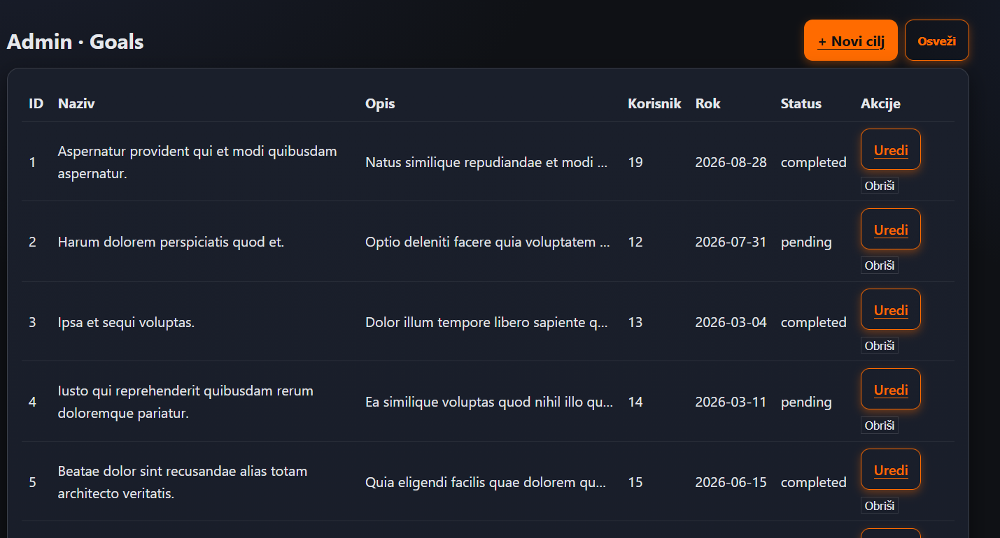 Admin · Goals
+ Novi cilj
Osveži
ID Naziv Opis Korisnik Rok Status Akcije
1 Aspernatur provident qui et modi quibusdam aspernatur. Natus similique repudiandae et modi ... 19 2026-08-28 completed Uredi
Obriši
2 Harum dolorem perspiciatis quod et. Optio deleniti facere quia voluptatem ... 12 2026-07-31 pending Uredi
Obriši
3 Ipsa et sequi voluptas. Dolor illum tempore libero sapiente q... 13 2026-03-04 completed Uredi
Obriši
4 Iusto qui reprehenderit quibusdam rerum doloremque pariatur. Ea similique voluptas quod nihil illo qu... 14 2026-03-11 pending Uredi
Obriši
5 Beatae dolor sint recusandae alias totam architecto veritatis. Quia eligendi facilis quae dolorem qu... 15 2026-06-15 completed Uredi
Obriši